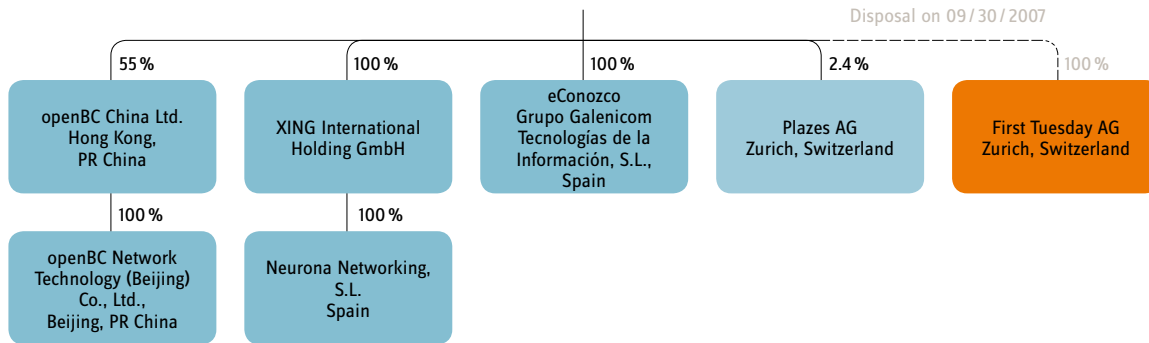 Disposal on 09/30/2007
55 %
100 %
100 %
2.4 %
100 %
openBC China Ltd.
Hong Kong,
PR China
XING International
Holding GmbH
eConozco
Grupo Galenicom
Tecnologías de la
Información, S.L.,
Spain
Plazes AG
Zurich, Switzerland
First Tuesday AG
Zurich, Switzerland
100 %
100 %
openBC Network
Technology (Beijing)
Co., Ltd.,
Beijing, PR China
Neurona Networking,
S.L.
Spain